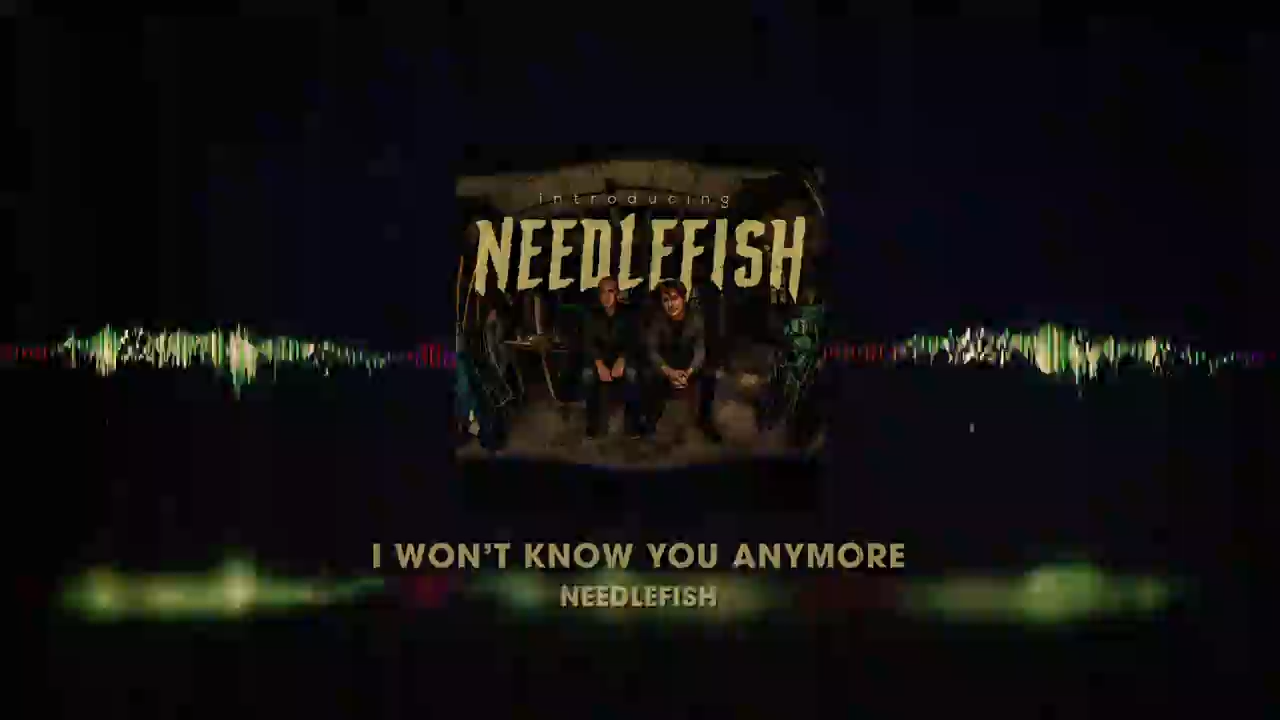 introducing
NEEDLEFISH
I WON'T KNOW YOU ANYMORE
NEEDLEFISH